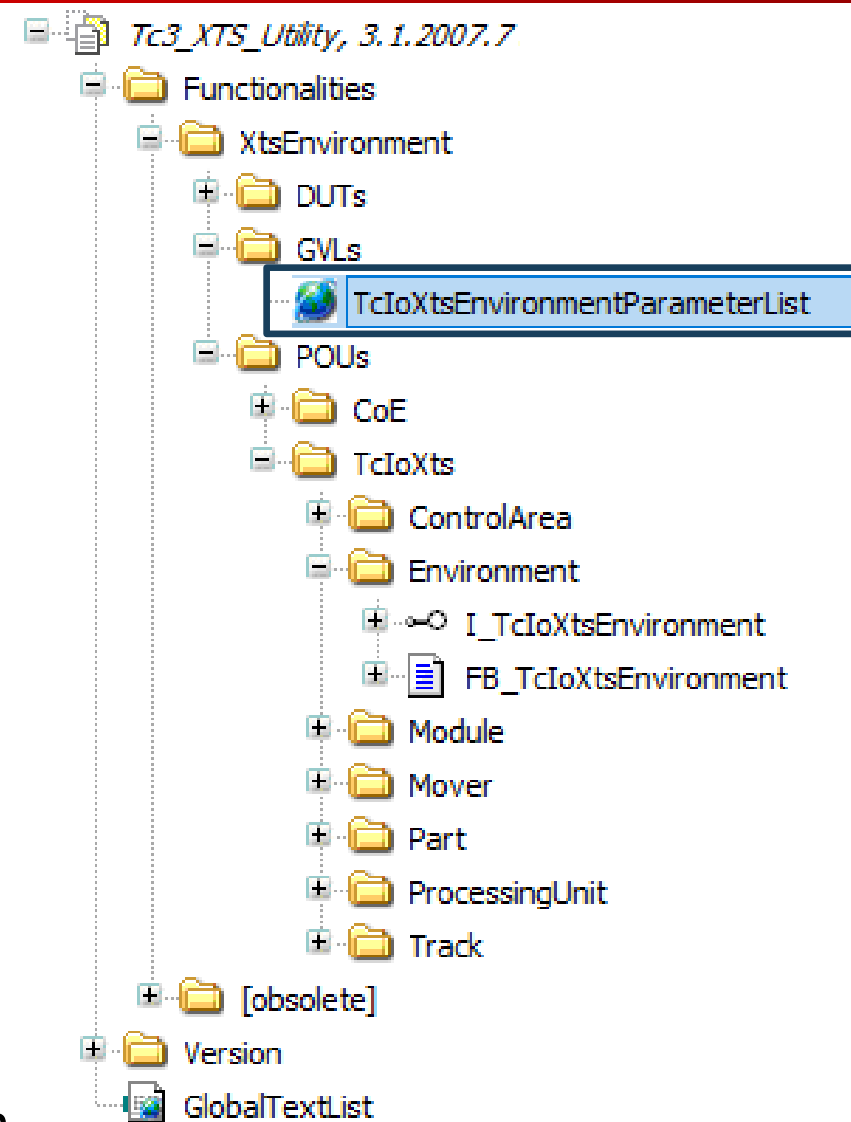 Tc3_XTS_Utility, 3.1.2007.7
Functionalities
XtsEnvironment
DUTs
GVLs
TcIoXtsEnvironmentParameterList
POUs
CoE
TcIoXts
ControlArea
Environment
I_TcIoXtsEnvironment
FB_TcIoXtsEnvironment
Module
Mover
Part
ProcessingUnit
Track
[obsolete]
Version
GlobalTextList